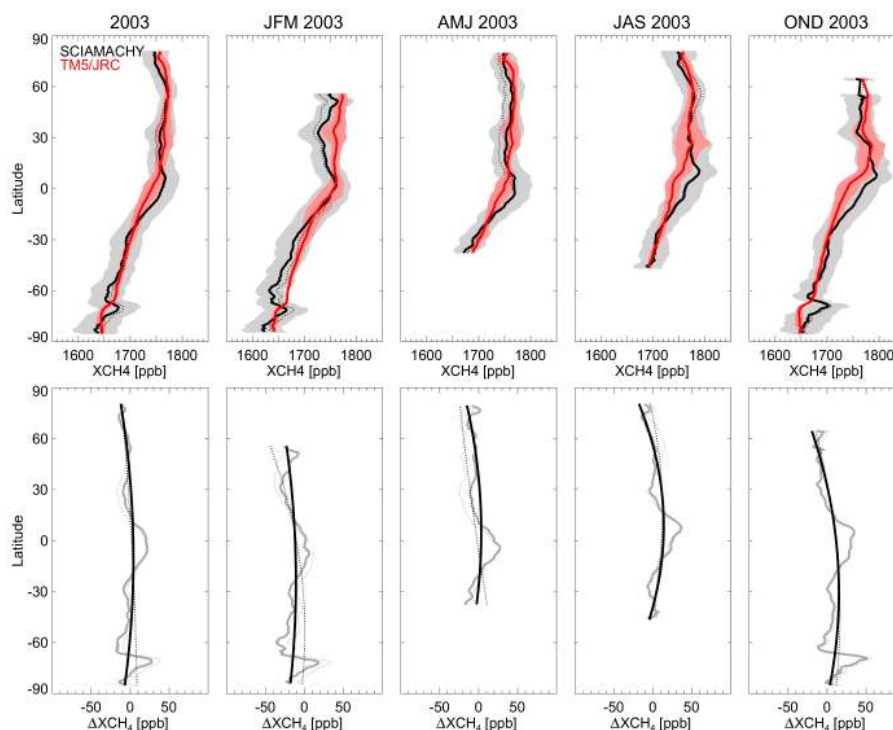 2003
JFM 2003
AMJ 2003
JAS 2003
OND 2003
SCIAMACHY
TM5/JRC
90
60
30
0
-30
-60
-90
Latitude
1600 1700 1800
1600 1700 1800
1600 1700 1800
1600 1700 1800
1600 1700 1800
XCH4 [ppb]
XCH4 [ppb]
XCH4 [ppb]
XCH4 [ppb]
XCH4 [ppb]
90
60
30
0
-30
-60
-90
Latitude
-50 0 50
-50 0 50
-50 0 50
-50 0 50
-50 0 50
ΔXCH₄ [ppb]
ΔXCH₄ [ppb]
ΔXCH₄ [ppb]
ΔXCH₄ [ppb]
ΔXCH₄ [ppb]